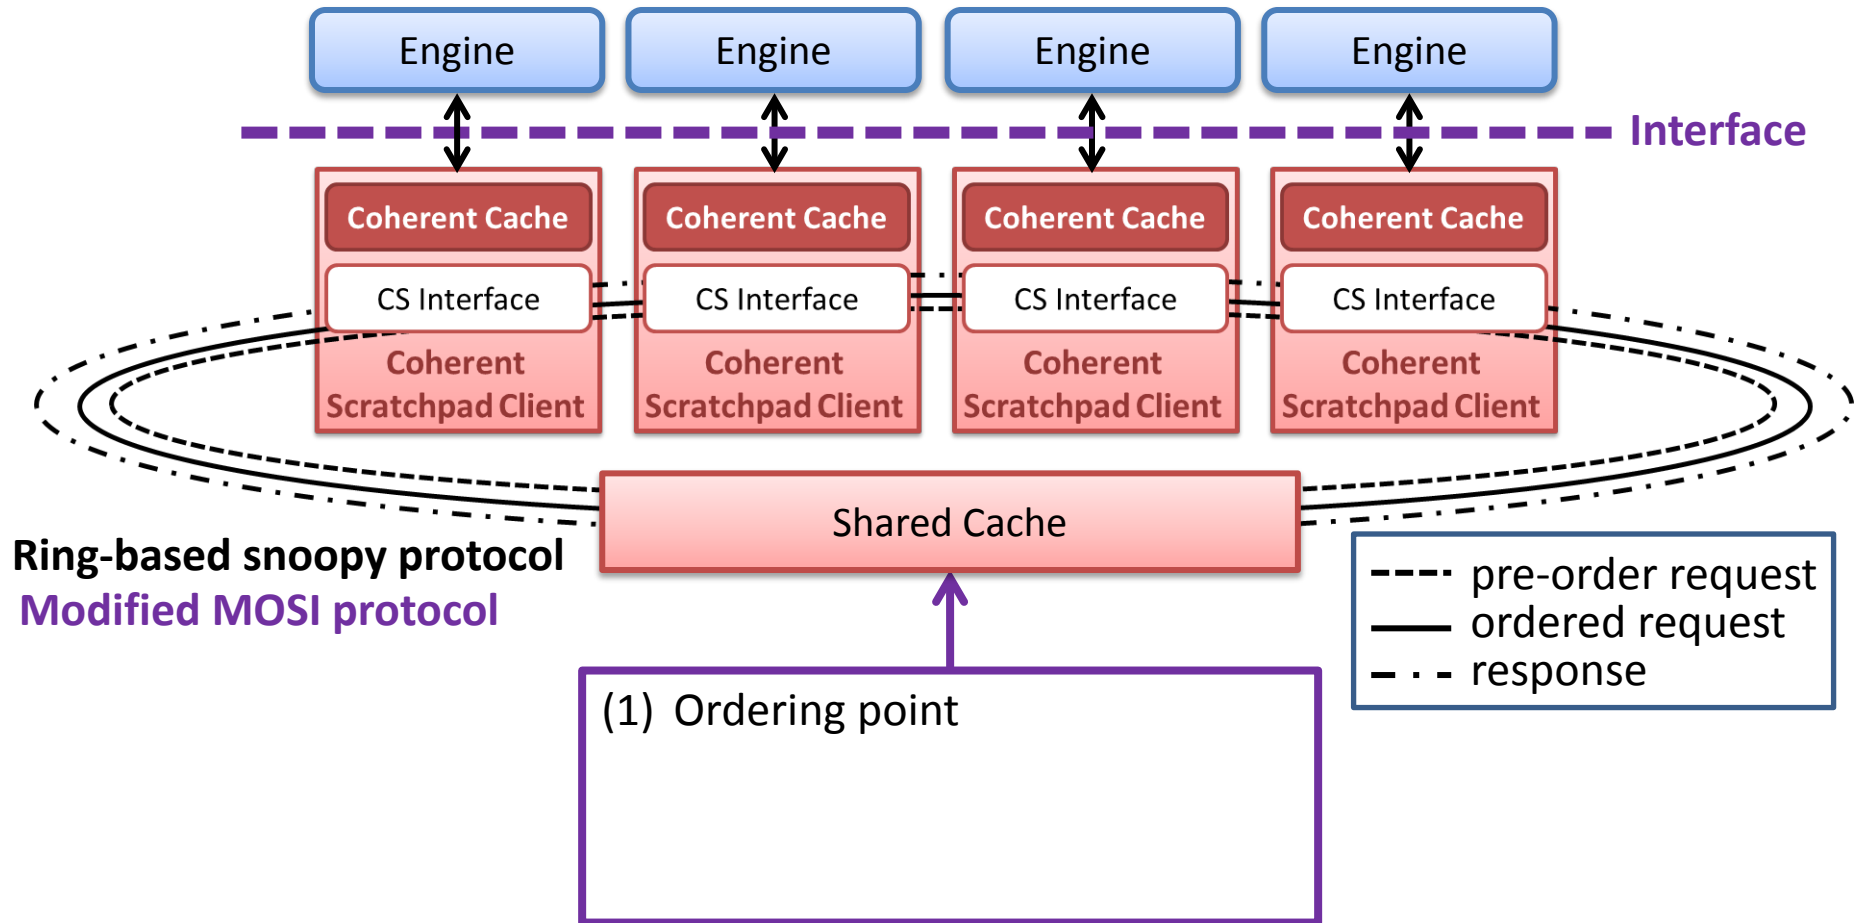 Engine Engine Engine Engine
Interface
Coherent Cache Coherent Cache Coherent Cache Coherent Cache
CS Interface CS Interface CS Interface CS Interface
Coherent Coherent Coherent Coherent
Scratchpad Client Scratchpad Client Scratchpad Client Scratchpad Client
Shared Cache
Ring-based snoopy protocol
Modified MOSI protocol
pre-order request
ordered request
response
(1) Ordering point